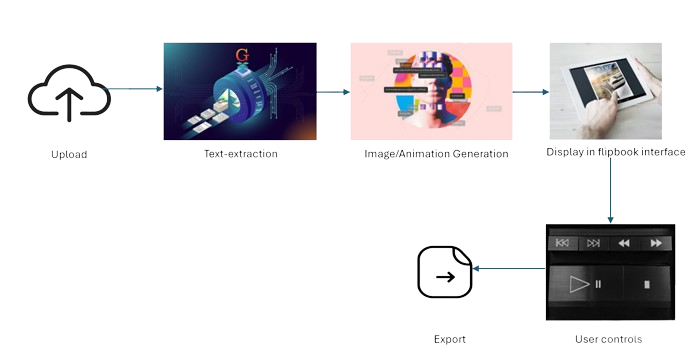 G
Upload
Text-extraction
Image/Animation Generation
Display in flipbook interface
Export
User controls